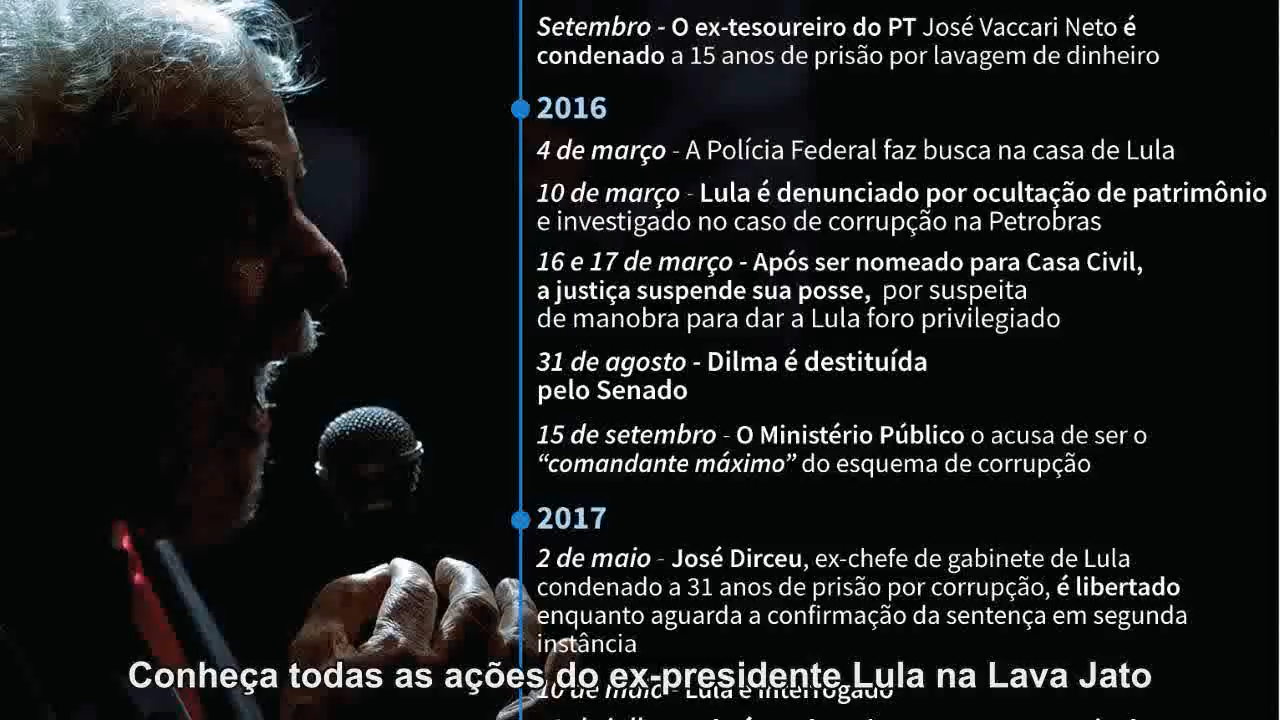 Setembro - O ex-tesoureiro do PT José Vaccari Neto é
condenado a 15 anos de prisão por lavagem de dinheiro
2016
4 de março - A Polícia Federal faz busca na casa de Lula
10 de março - Lula é denunciado por ocultação de patrimônio
e investigado no caso de corrupção na Petrobras
16 e 17 de março - Após ser nomeado para Casa Civil,
a justiça suspende sua posse, por suspeita
de manobra para dar a Lula foro privilegiado
31 de agosto - Dilma é destituída
pelo Senado
15 de setembro - O Ministério Público o acusa de ser o
“comandante máximo” do esquema de corrupção
2017
2 de maio - José Dirceu, ex-chefe de gabinete de Lula
condenado a 31 anos de prisão por corrupção, é libertado
enquanto aguarda a confirmação da sentença em segunda
instância
Conheça todas as ações do ex-presidente Lula na Lava Jato
10 de maio - Lula é interrogado